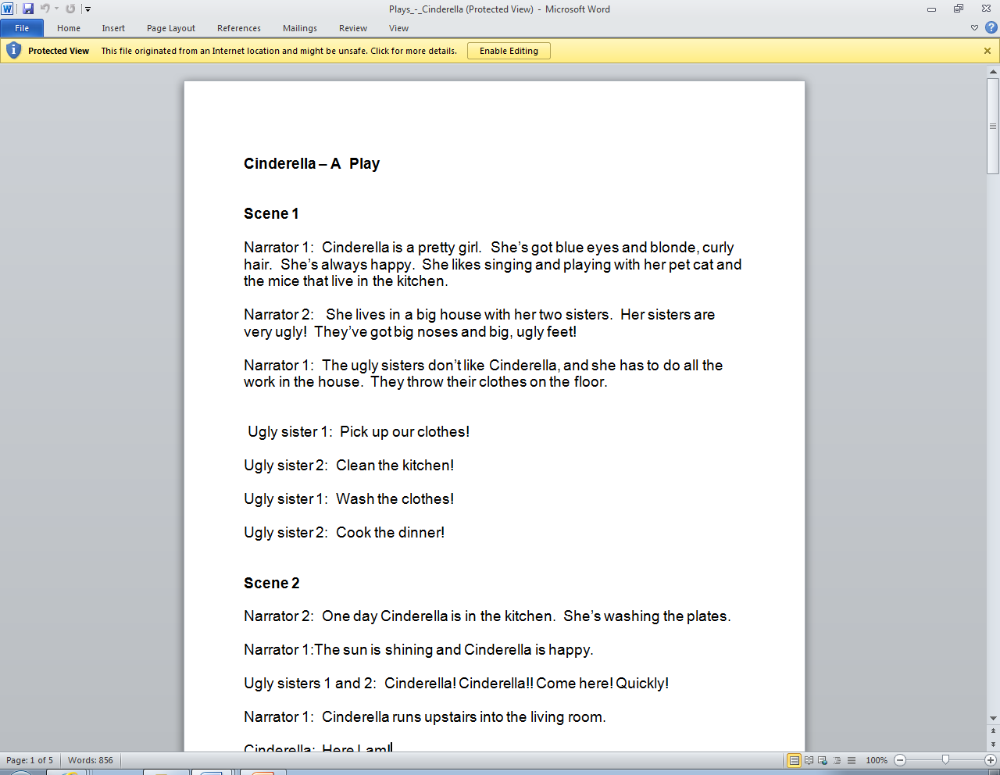 Plays_-_Cinderella (Protected View) - Microsoft Word
File Home Insert Page Layout References Mailings Review View
Protected View This file originated from an Internet location and might be unsafe. Click for more details. Enable Editing
Cinderella – A Play
Scene 1
Narrator 1: Cinderella is a pretty girl. She’s got blue eyes and blonde, curly
hair. She’s always happy. She likes singing and playing with her pet cat and
the mice that live in the kitchen.
Narrator 2: She lives in a big house with her two sisters. Her sisters are
very ugly! They’ve got big noses and big, ugly feet!
Narrator 1: The ugly sisters don’t like Cinderella, and she has to do all the
work in the house. They throw their clothes on the floor.
Ugly sister 1: Pick up our clothes!
Ugly sister 2: Clean the kitchen!
Ugly sister 1: Wash the clothes!
Ugly sister 2: Cook the dinner!
Scene 2
Narrator 2: One day Cinderella is in the kitchen. She’s washing the plates.
Narrator 1:The sun is shining and Cinderella is happy.
Ugly sisters 1 and 2: Cinderella! Cinderella!! Come here! Quickly!
Narrator 1: Cinderella runs upstairs into the living room.
Cinderella: Here I am!
Page: 1 of 5 Words: 856 100%